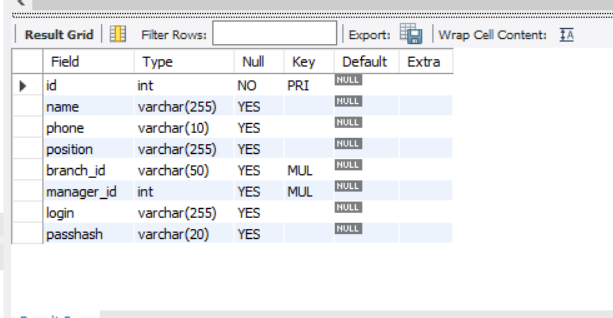 Result Grid Filter Rows: Export: Wrap Cell Content: IA
Field Type Null Key Default Extra
id int NO PRI NULL
name varchar(255) YES NULL
phone varchar(10) YES NULL
position varchar(255) YES NULL
branch_id varchar(50) YES MUL NULL
manager_id int YES MUL NULL
login varchar(255) YES NULL
passhash varchar(20) YES NULL